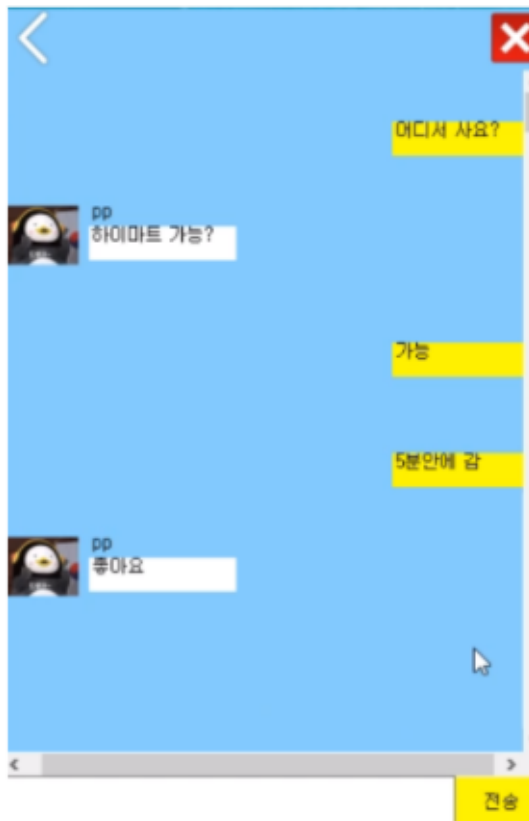 어디서 사요?
pp
하이마트 가능?
가능
5분안에 감
pp
좋아요
전송